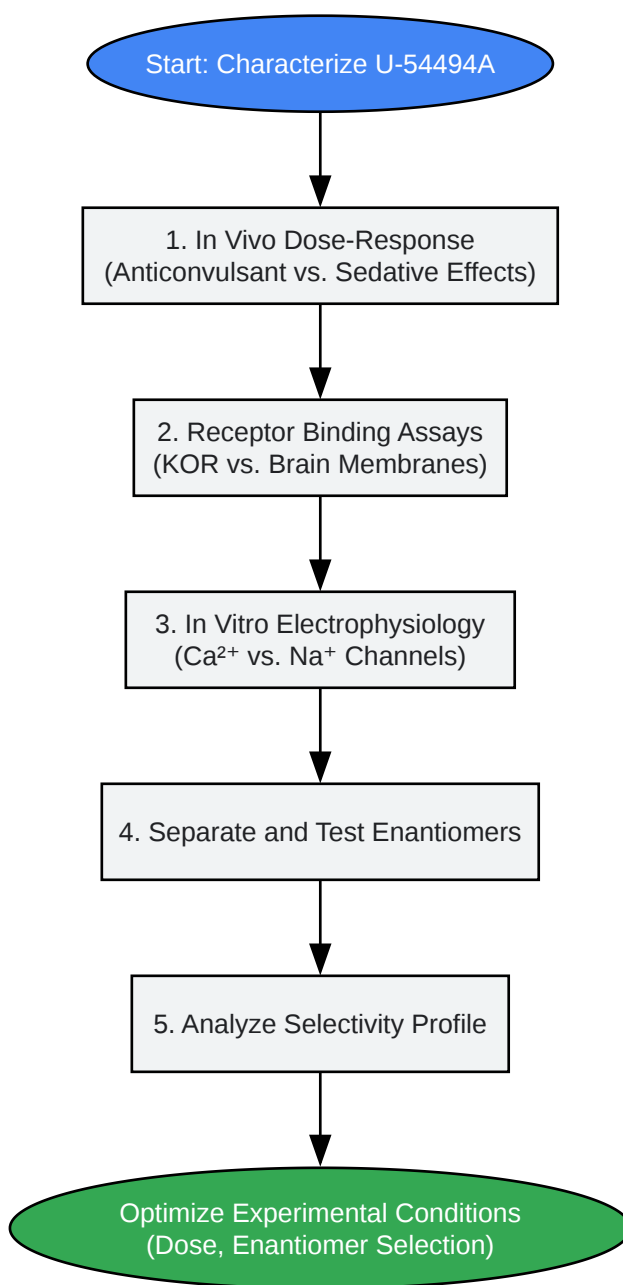 Start: Characterize U-54494A
1. In Vivo Dose-Response
(Anticonvulsant vs. Sedative Effects)
2. Receptor Binding Assays
(KOR vs. Brain Membranes)
3. In Vitro Electrophysiology
(Ca²⁺ vs. Na⁺ Channels)
4. Separate and Test Enantiomers
5. Analyze Selectivity Profile
Optimize Experimental Conditions
(Dose, Enantiomer Selection)